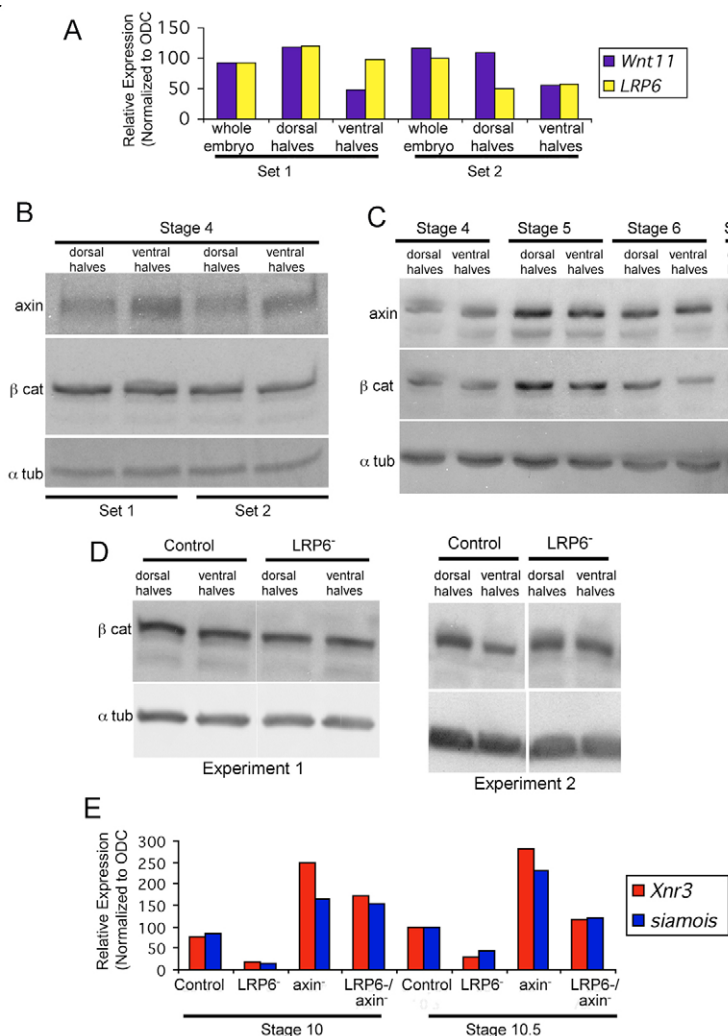 A
Relative Expression
(Normalized to ODC
150
100
50
0
Wnt11
LRP6
whole embryo dorsal halves ventral halves whole embryo dorsal halves ventral halves
Set 1 Set 2
B
Stage 4
dorsal halves ventral halves dorsal halves ventral halves
axin
β cat
α tub
Set 1 Set 2
C
Stage 4 Stage 5 Stage 6 S
dorsal halves ventral halves dorsal halves ventral halves dorsal halves ventral halves
axin
β cat
α tub
D
Control LRP6-
dorsal halves ventral halves dorsal halves ventral halves
β cat
α tub
Experiment 1
Control LRP6-
dorsal halves ventral halves dorsal halves ventral halves
Experiment 2
E
Relative Expression
(Normalized to ODC
300
250
200
150
100
50
0
Xnr3
siamois
Control LRP6- axin- LRP6-/ axin- Control LRP6- axin- LRP6-/ axin-
Stage 10 Stage 10.5